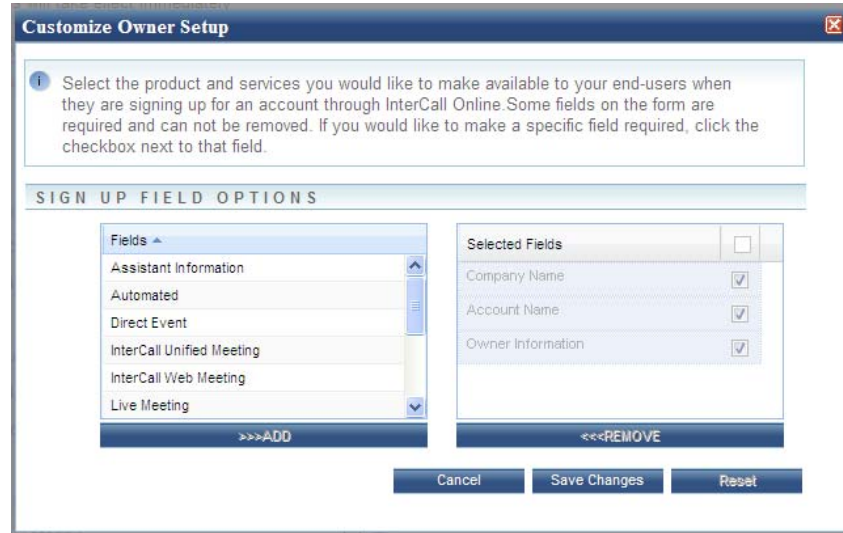 Customize Owner Setup
Select the product and services you would like to make available to your end-users when
they are signing up for an account through InterCall Online.Some fields on the form are
required and can not be removed. If you would like to make a specific field required, click the
checkbox next to that field.
SIGN UP FIELD OPTIONS
Fields
Assistant Information
Automated
Direct Event
InterCall Unified Meeting
InterCall Web Meeting
Live Meeting
>>>ADD
Selected Fields
Company Name
Account Name
Owner Information
<<<REMOVE
Cancel
Save Changes
Reset